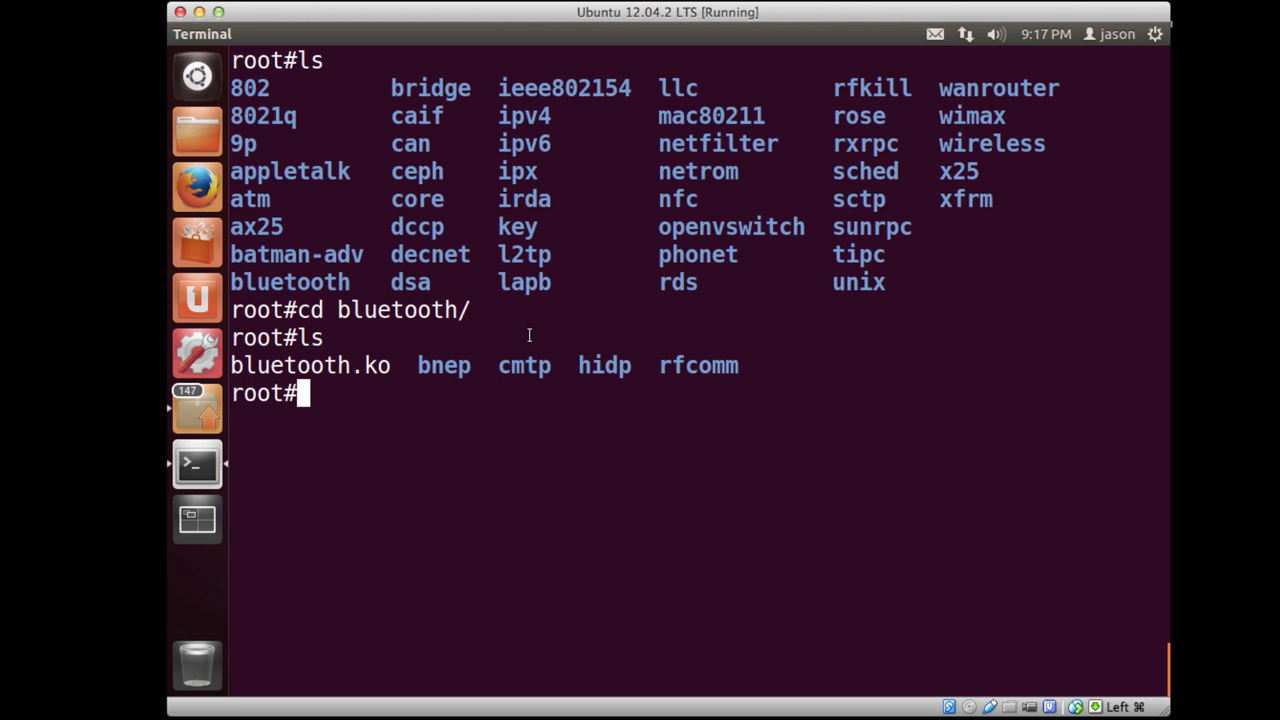 Ubuntu 12.04.2 LTS [Running]
Terminal 9:17 PM jason
root#ls
802 bridge ieee802154 llc rfkill wanrouter
8021q caif ipv4 mac80211 rose wimax
9p can ipv6 netfilter rxrpc wireless
appletalk ceph ipx netrom sched x25
atm core irda nfc sctp xfrm
ax25 dccp key openvswitch sunrpc
batman-adv decnet l2tp phonet tipc
bluetooth dsa lapb rds unix
root#cd bluetooth/
root#ls
bluetooth.ko bnep cmtp hidp rfcomm
root#
147
>_
Left ⌘